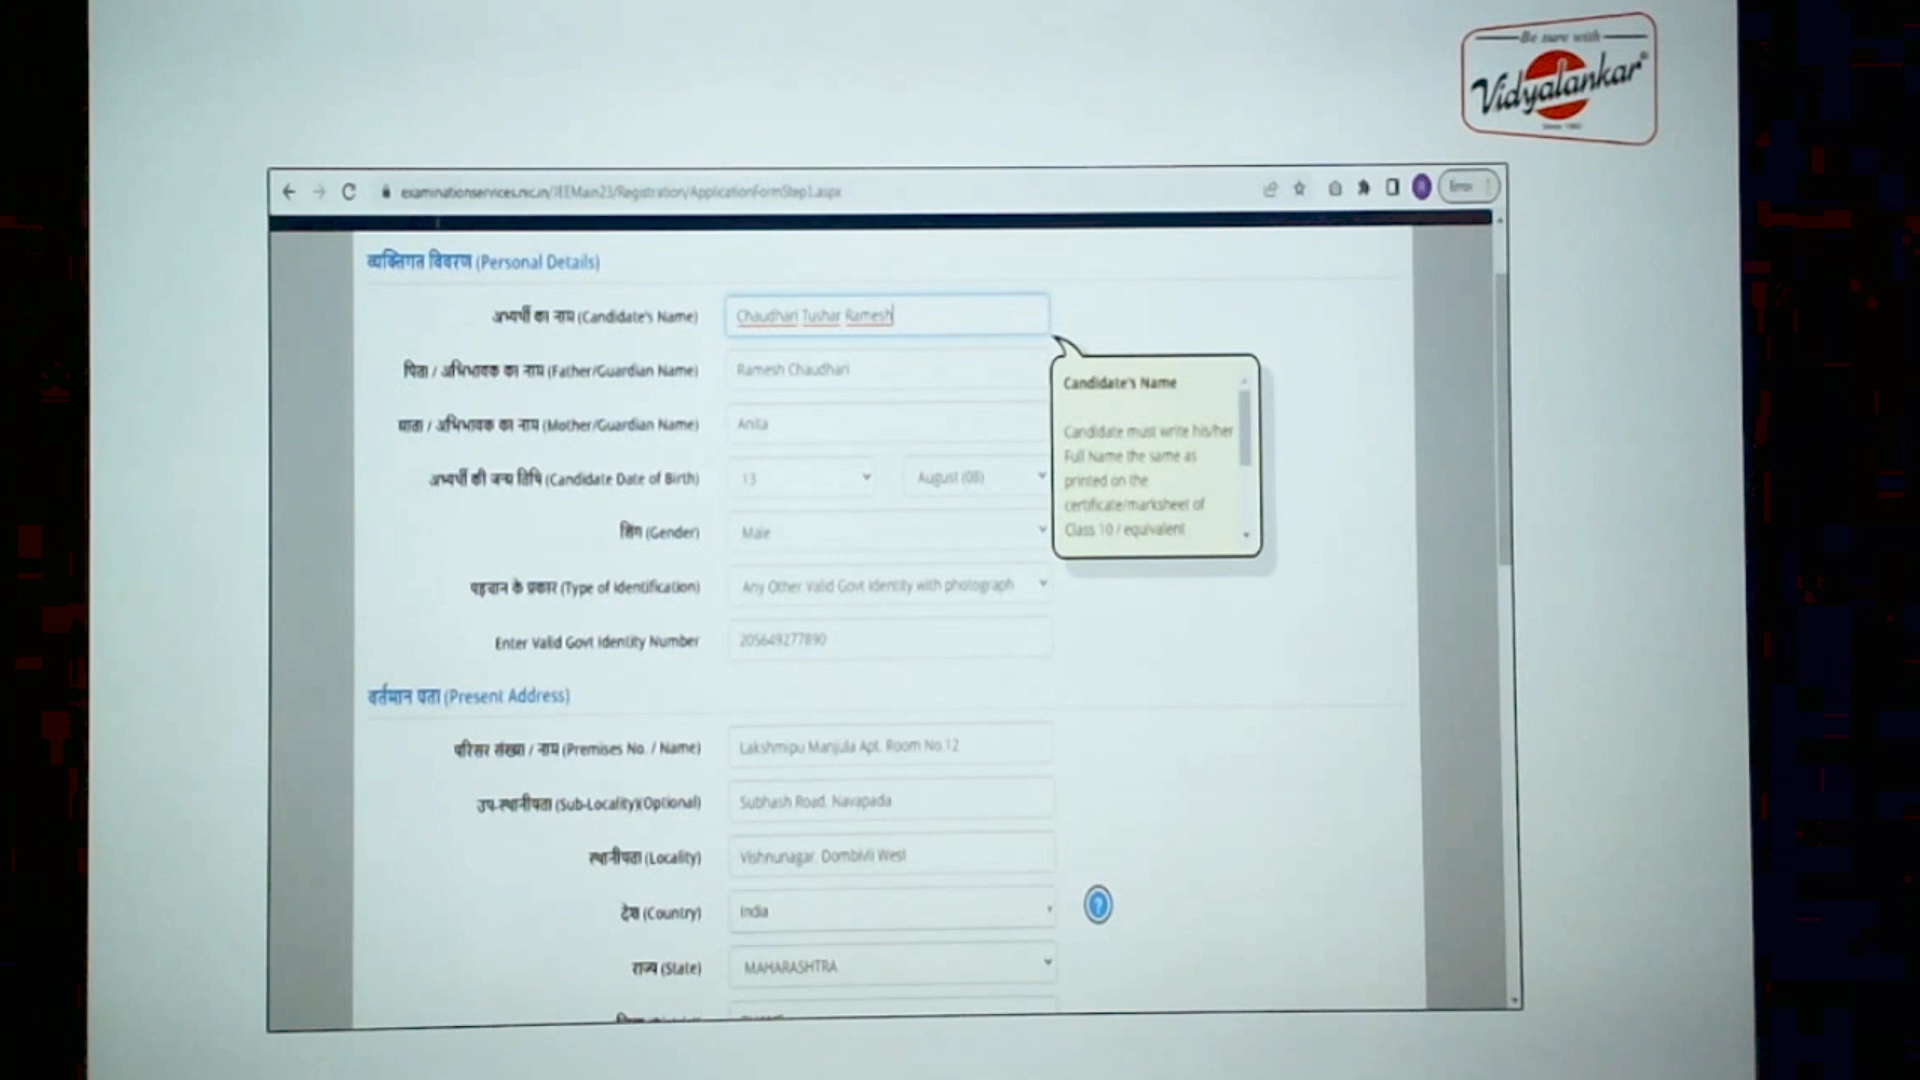 Be sure with
Vidyalankar
Since 1960
examinationservices.nic.in/JEEMain23/Registration/ApplicationFormStep1.aspx
Error
व्यक्तिगत विवरण (Personal Details)
अभ्यर्थी का नाम (Candidate's Name) Chaudhari Tushar Ramesh
पिता / अभिभावक का नाम (Father/Guardian Name) Ramesh Chaudhari
माता / अभिभावक का नाम (Mother/Guardian Name) Anita
अभ्यर्थी की जन्म तिथि (Candidate Date of Birth) 13 August (08)
लिंग (Gender) Male
पहचान के प्रकार (Type of Identification) Any Other Valid Govt Identity with photograph
Enter Valid Govt Identity Number 205649277890
Candidate's Name
Candidate must write his/her
Full Name the same as
printed on the
certificate/marksheet of
Class 10 / equivalent
वर्तमान पता (Present Address)
परिसर संख्या / नाम (Premises No. / Name) Lakshmipu Manjula Apt. Room No.12
उप-स्थानीयता (Sub-Locality)(Optional) Subhash Road, Navapada
स्थानीयता (Locality) Vishnunagar, Dombivli West
देश (Country) India
?
राज्य (State) MAHARASHTRA